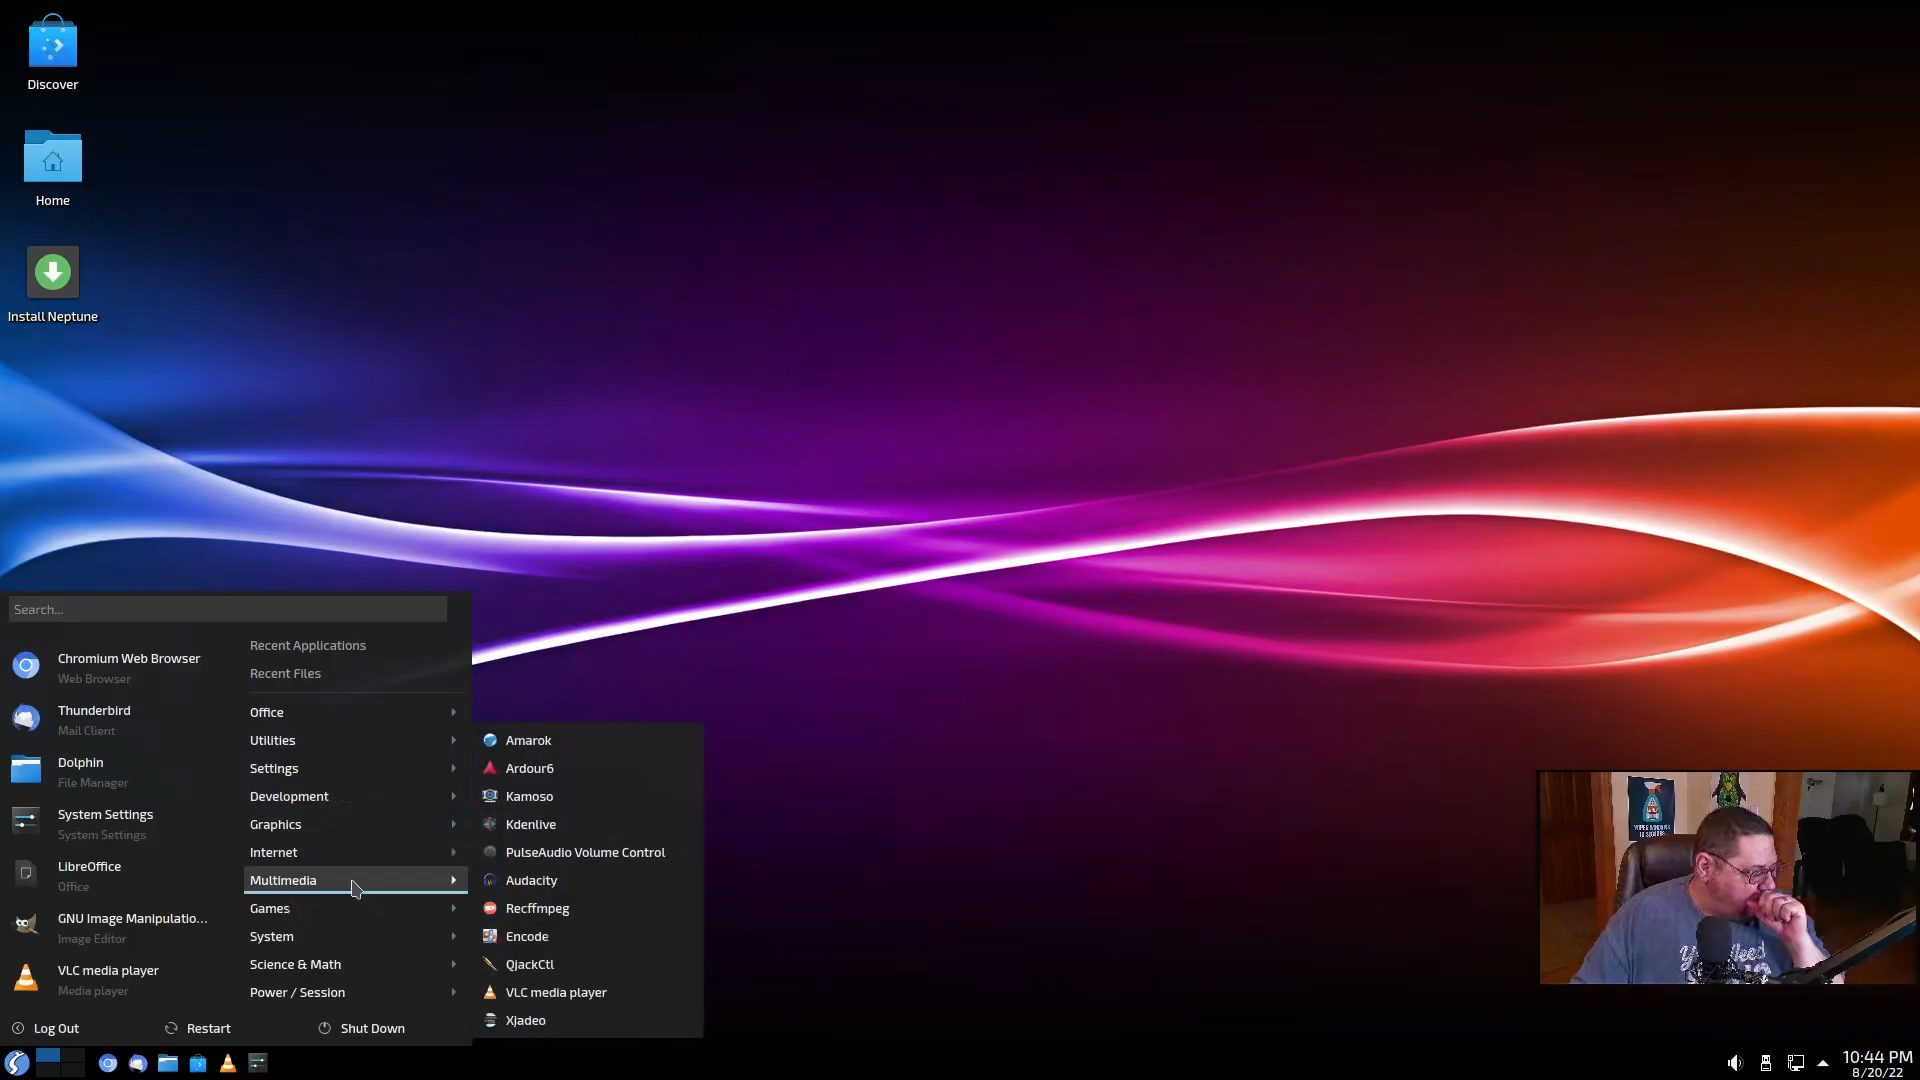 Discover
Home
Install Neptune
Search...
Chromium Web Browser
Web Browser
Thunderbird
Mail Client
Dolphin
File Manager
System Settings
System Settings
LibreOffice
Office
GNU Image Manipulatio...
Image Editor
VLC media player
Media player
Recent Applications
Recent Files
Office
Utilities
Settings
Development
Graphics
Internet
Multimedia
Games
System
Science & Math
Power / Session
Amarok
Ardour6
Kamoso
Kdenlive
PulseAudio Volume Control
Audacity
Recffmpeg
Encode
QjackCtl
VLC media player
Xjadeo
Log Out
Restart
Shut Down
10:44 PM
8/20/22